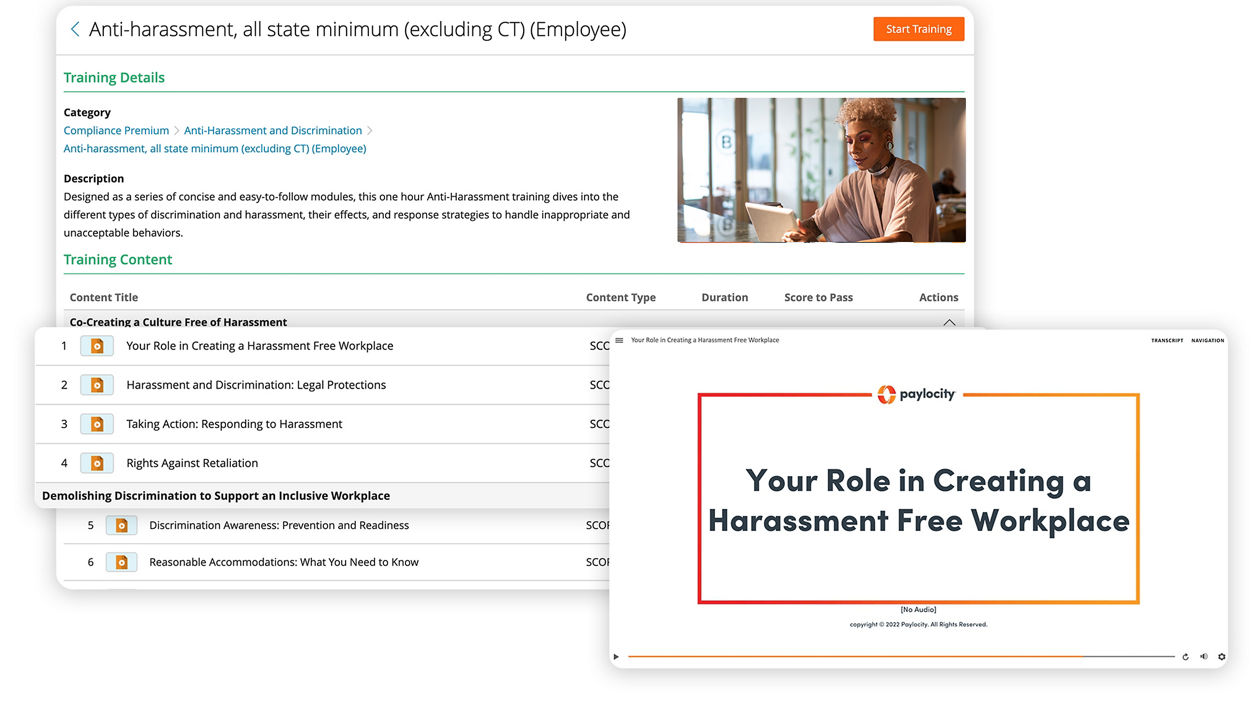 Anti-harassment, all state minimum (excluding CT) (Employee)
Start Training
Training Details
Category
Compliance Premium > Anti-Harassment and Discrimination >
Anti-harassment, all state minimum (excluding CT) (Employee)
Description
Designed as a series of concise and easy-to-follow modules, this one hour Anti-Harassment training dives into the
different types of discrimination and harassment, their effects, and response strategies to handle inappropriate and
unacceptable behaviors.
B
Training Content
Content Title Content Type Duration Score to Pass Actions
Co-Creating a Culture Free of Harassment
1 Your Role in Creating a Harassment Free Workplace SCO
2 Harassment and Discrimination: Legal Protections SCO
3 Taking Action: Responding to Harassment SCO
4 Rights Against Retaliation SCO
Demolishing Discrimination to Support an Inclusive Workplace
5 Discrimination Awareness: Prevention and Readiness SCOR
6 Reasonable Accommodations: What You Need to Know SCOR
Your Role in Creating a Harassment Free Workplace
TRANSCRIPT NAVIGATION
paylocity
Your Role in Creating a
Harassment Free Workplace
[No Audio]
copyright © 2022 Paylocity. All Rights Reserved.